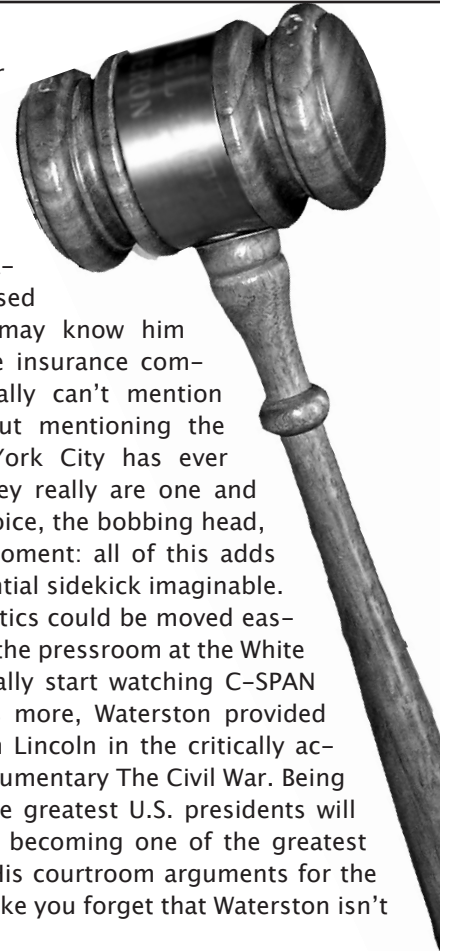 sed
may know him
insurance com-
ally can't mention
mentioning the
York City has ever
really are one and
oice, the bobbing head,
oment: all of this adds
ntial sidekick imaginable.
tics could be moved eas-
the pressroom at the White
ally start watching C-SPAN
more, Waterston provided
Lincoln in the critically ac-
umentary The Civil War. Being
greatest U.S. presidents will
becoming one of the greatest
His courtroom arguments for the
ke you forget that Waterston isn't